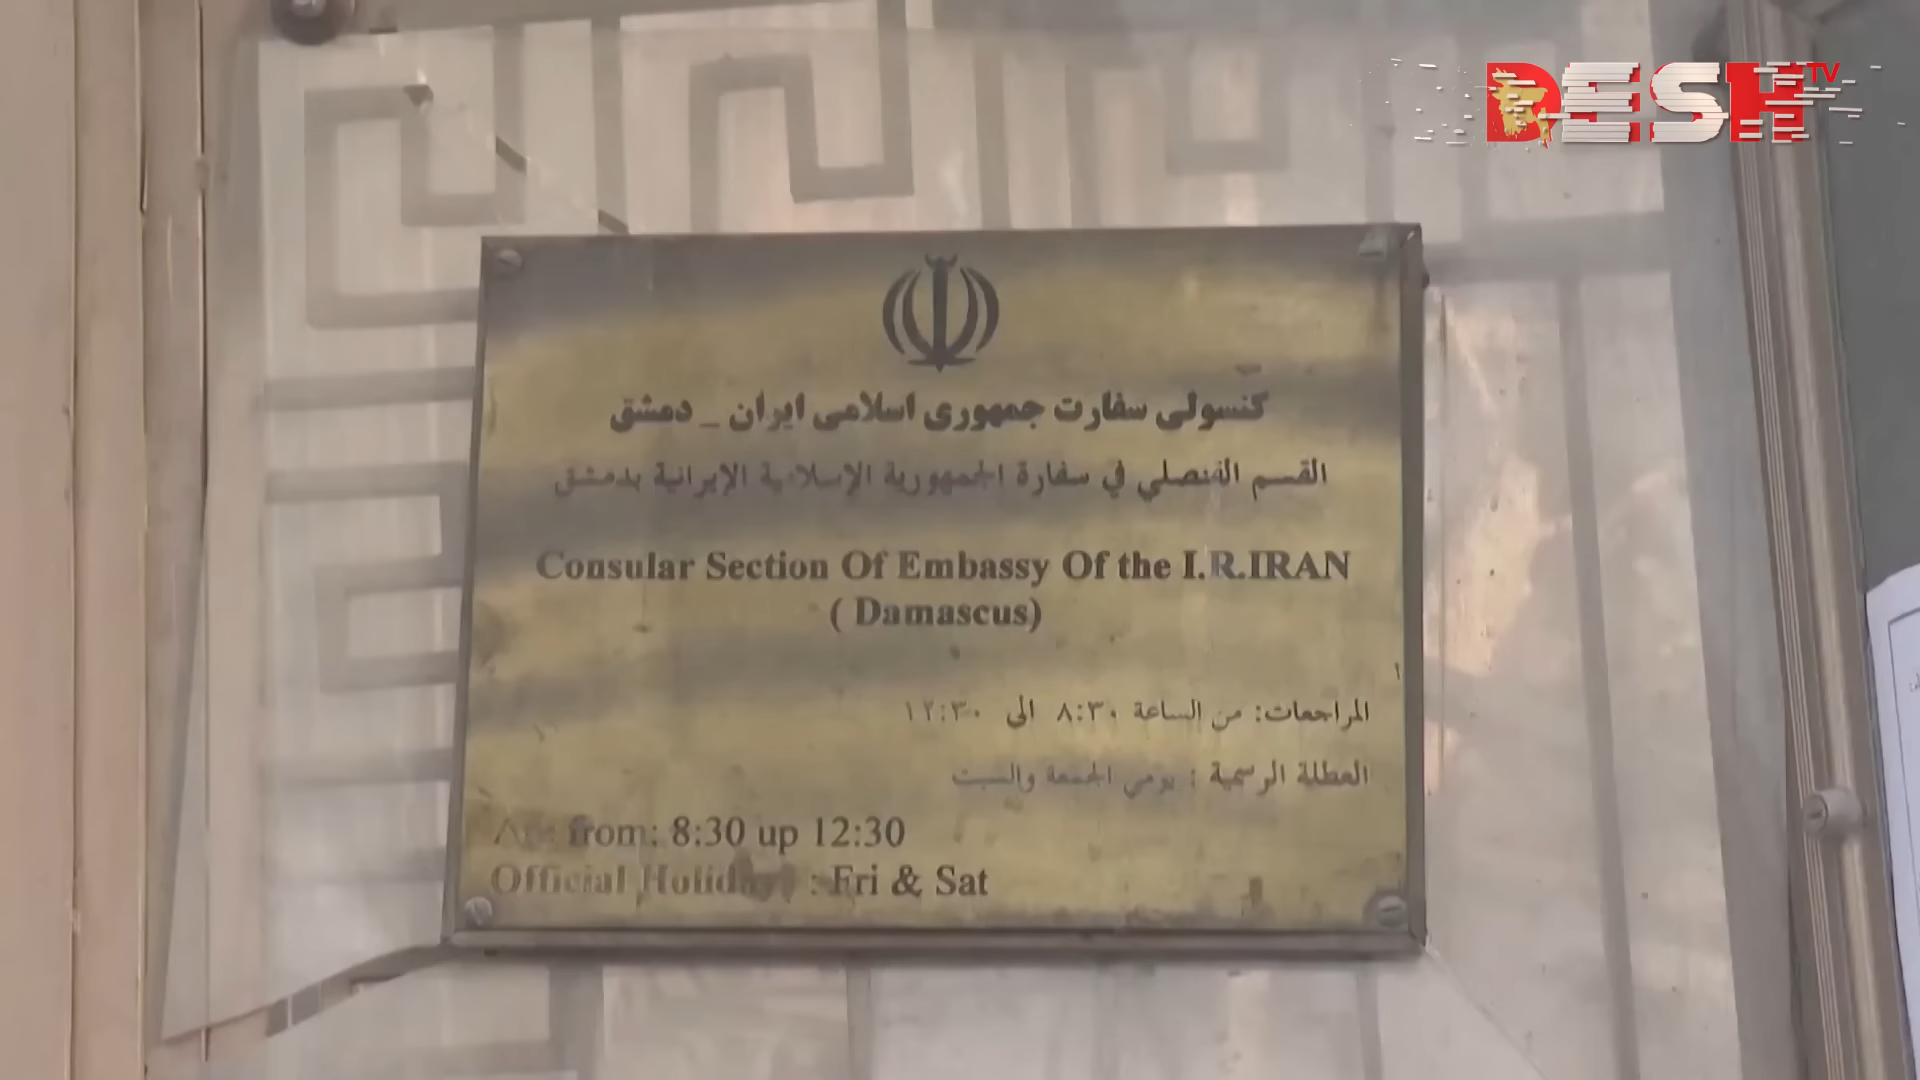 DESH TV
کنسولی سفارت جمهوری اسلامی ایران _ دمشق
القسم القنصلي في سفارة الجمهورية الإسلامية الإيرانية بدمشق
Consular Section Of Embassy Of the I.R.IRAN
( Damascus)
المراجعات: من الساعة ٨:٣٠ الى ١٢:٣٠
العطلة الرسمية : يومي الجمعة والسبت
from: 8:30 up 12:30
Official Holiday : Fri & Sat